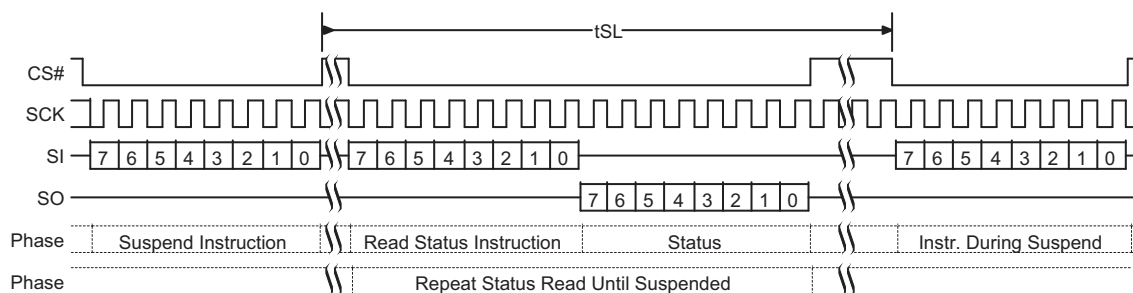 tSL
CS#
SCK
SI 7 6 5 4 3 2 1 0 7 6 5 4 3 2 1 0 7 6 5 4 3 2 1 0
SO 7 6 5 4 3 2 1 0
Phase Suspend Instruction Read Status Instruction Status Instr. During Suspend
Phase Repeat Status Read Until Suspended